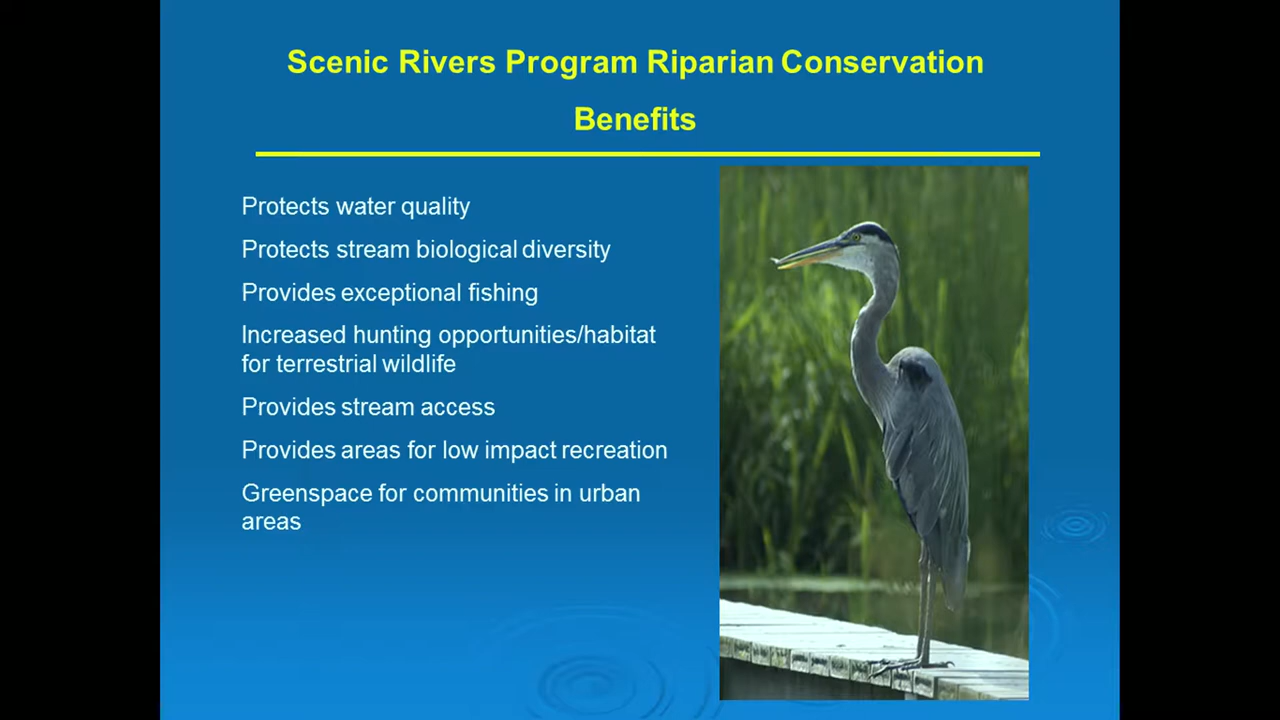 Scenic Rivers Program Riparian Conservation
Benefits
Protects water quality
Protects stream biological diversity
Provides exceptional fishing
Increased hunting opportunities/habitat
for terrestrial wildlife
Provides stream access
Provides areas for low impact recreation
Greenspace for communities in urban
areas